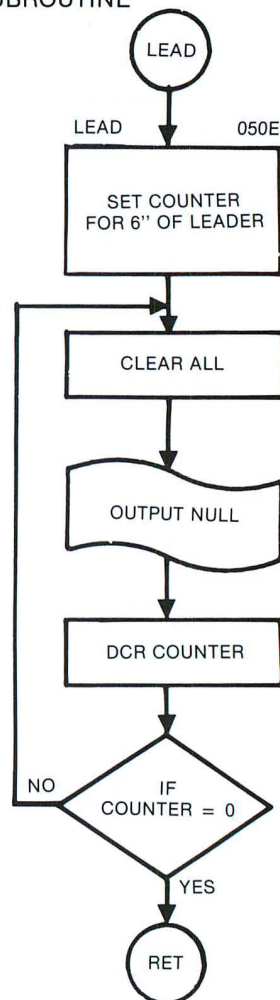 LEAD
LEAD 050E
SET COUNTER
FOR 6" OF LEADER
CLEAR ALL
OUTPUT NULL
DCR COUNTER
IF
COUNTER = 0
NO
YES
RET